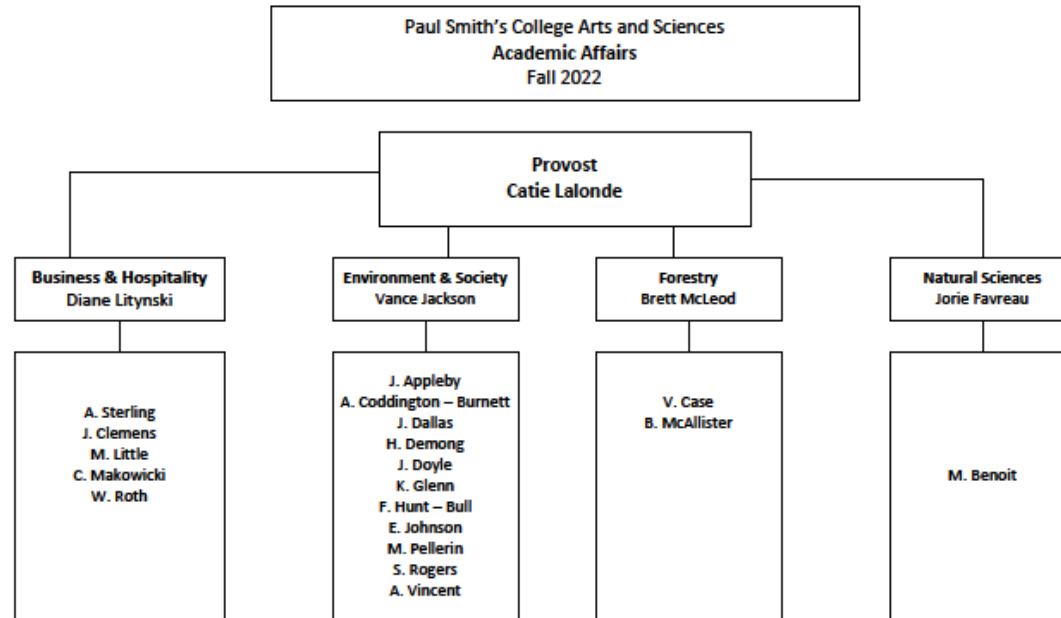 Paul Smith's College Arts and Sciences
Academic Affairs
Fall 2022
Provost
Catie Lalonde
Business & Hospitality
Diane Litynski
Environment & Society
Vance Jackson
Forestry
Brett McLeod
Natural Sciences
Jorie Favreau
A. Sterling
J. Clemens
M. Little
C. Makowicki
W. Roth
J. Appleby
A. Coddington – Burnett
J. Dallas
H. Demong
J. Doyle
K. Glenn
F. Hunt – Bull
E. Johnson
M. Pellerin
S. Rogers
A. Vincent
V. Case
B. McAllister
M. Benoit